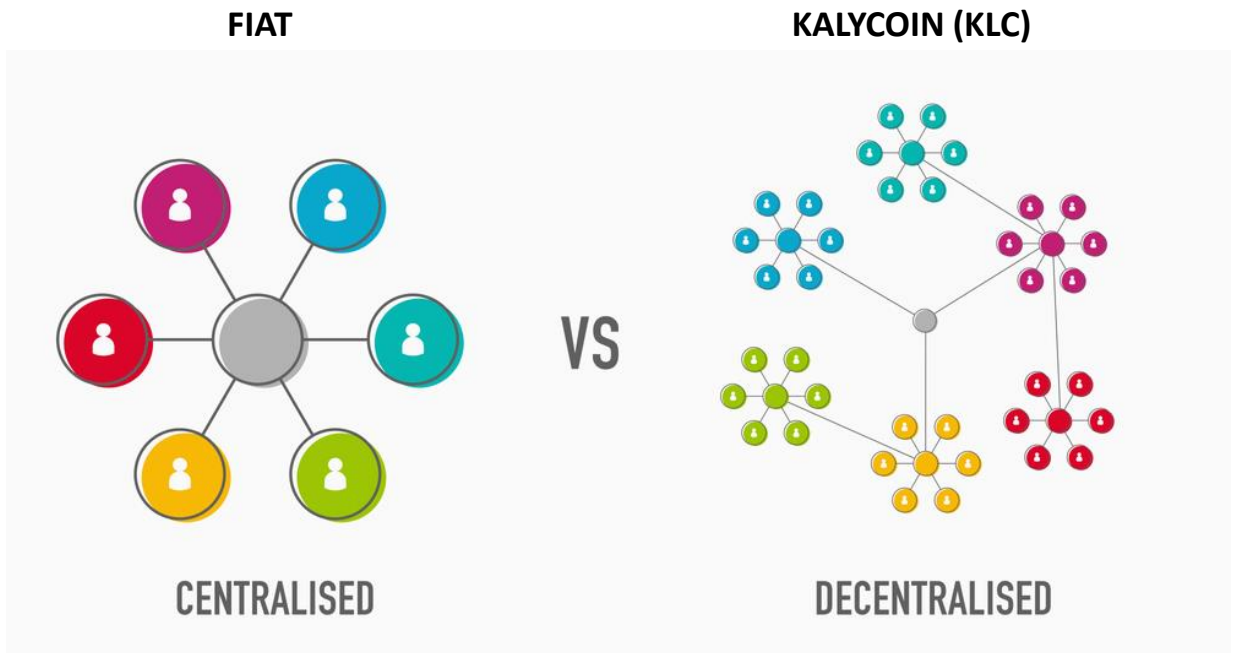 FIAT
KALYCOIN (KLC)
VS
CENTRALISED
DECENTRALISED